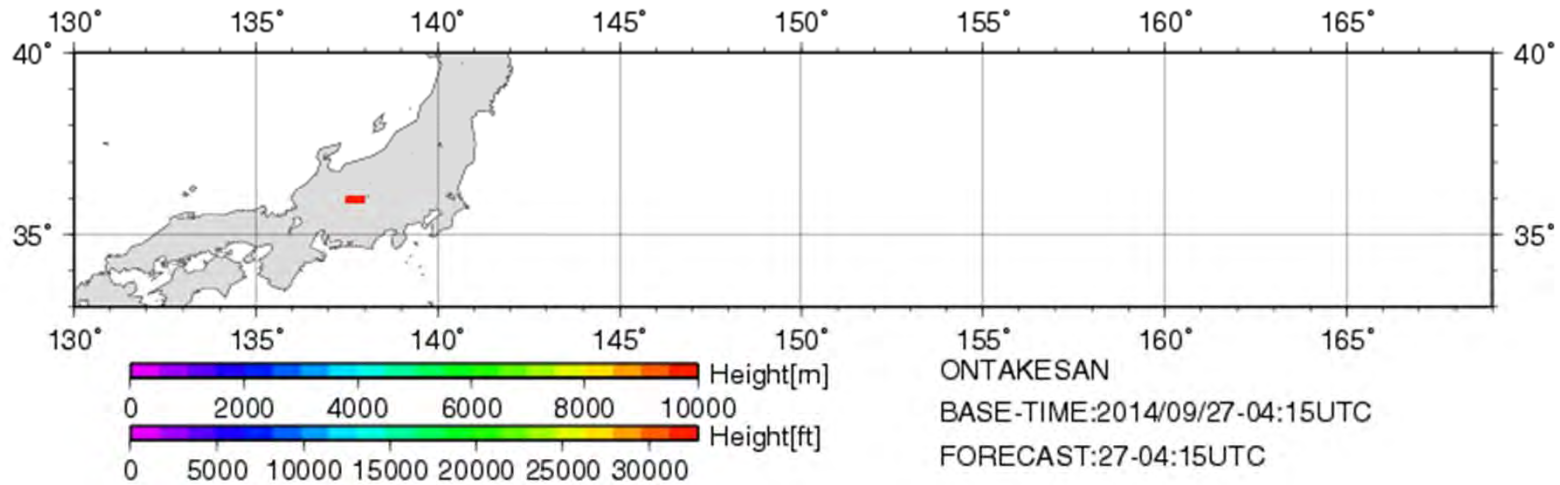 130° 135° 140° 145° 150° 155° 160° 165°
40° 40°
35° 35°
130° 135° 140° 145° 150° 155° 160° 165°
Height[m]
0 2000 4000 6000 8000 10000
Height[ft]
0 5000 10000 15000 20000 25000 30000
ONTAKESAN
BASE-TIME:2014/09/27-04:15UTC
FORECAST:27-04:15UTC